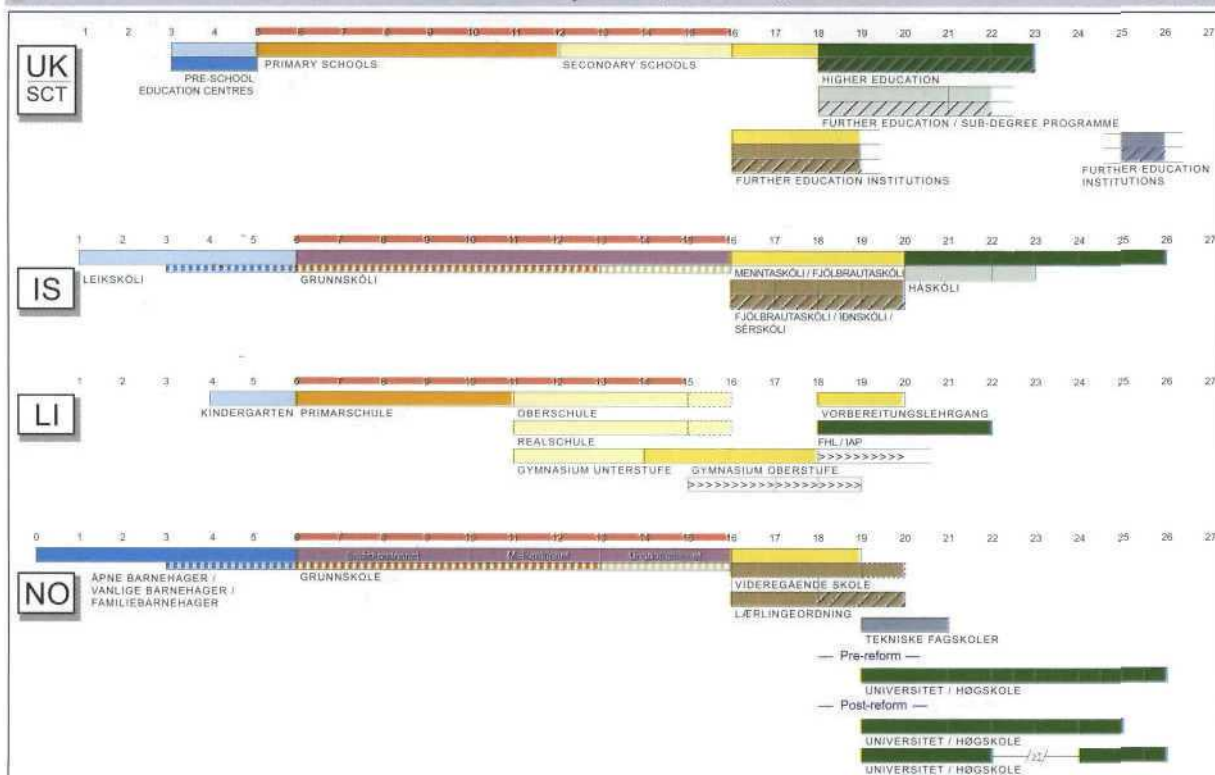 1 2 3 4 5 6 7 8 9 10 11 12 13 14 15 16 17 18 19 20 21 22 23 24 25 26 27
UK
SCT
PRE-SCHOOL
EDUCATION CENTRES
PRIMARY SCHOOLS
SECONDARY SCHOOLS
HIGHER EDUCATION
FURTHER EDUCATION / SUB-DEGREE PROGRAMME
FURTHER EDUCATION INSTITUTIONS
FURTHER EDUCATION
INSTITUTIONS
1 2 3 4 5 6 7 8 9 10 11 12 13 14 15 16 17 18 19 20 21 22 23 24 25 26 27
IS
LEIKSKÓLI
GRUNNSKÓLI
MENNTASKÓLI / FJÖLBRAUTASKÓLI
HÁSKÓLI
FJÖLBRAUTASKÓLI / IÐNSKÓLI /
SÉRSKÓLI
1 2 3 4 5 6 7 8 9 10 11 12 13 14 15 16 17 18 19 20 21 22 23 24 25 26 27
LI
KINDERGARTEN
PRIMARSCHULE
OBERSCHULE
VORBEREITUNGSLEHRGANG
REALSCHULE
FHL / IAP
GYMNASIUM UNTERSTUFE
GYMNASIUM OBERSTUFE
0 1 2 3 4 5 6 7 8 9 10 11 12 13 14 15 16 17 18 19 20 21 22 23 24 25 26 27
NO
ÅPNE BARNEHAGER /
VANLIGE BARNEHAGER /
FAMILIEBARNEHAGER
GRUNNSKOLE
VIDEREGÅENDE SKOLE
LÆRLINGEORDNING
TEKNISKE FAGSKOLER
— Pre-reform —
UNIVERSITET / HØGSKOLE
— Post-reform —
UNIVERSITET / HØGSKOLE
UNIVERSITET / HØGSKOLE